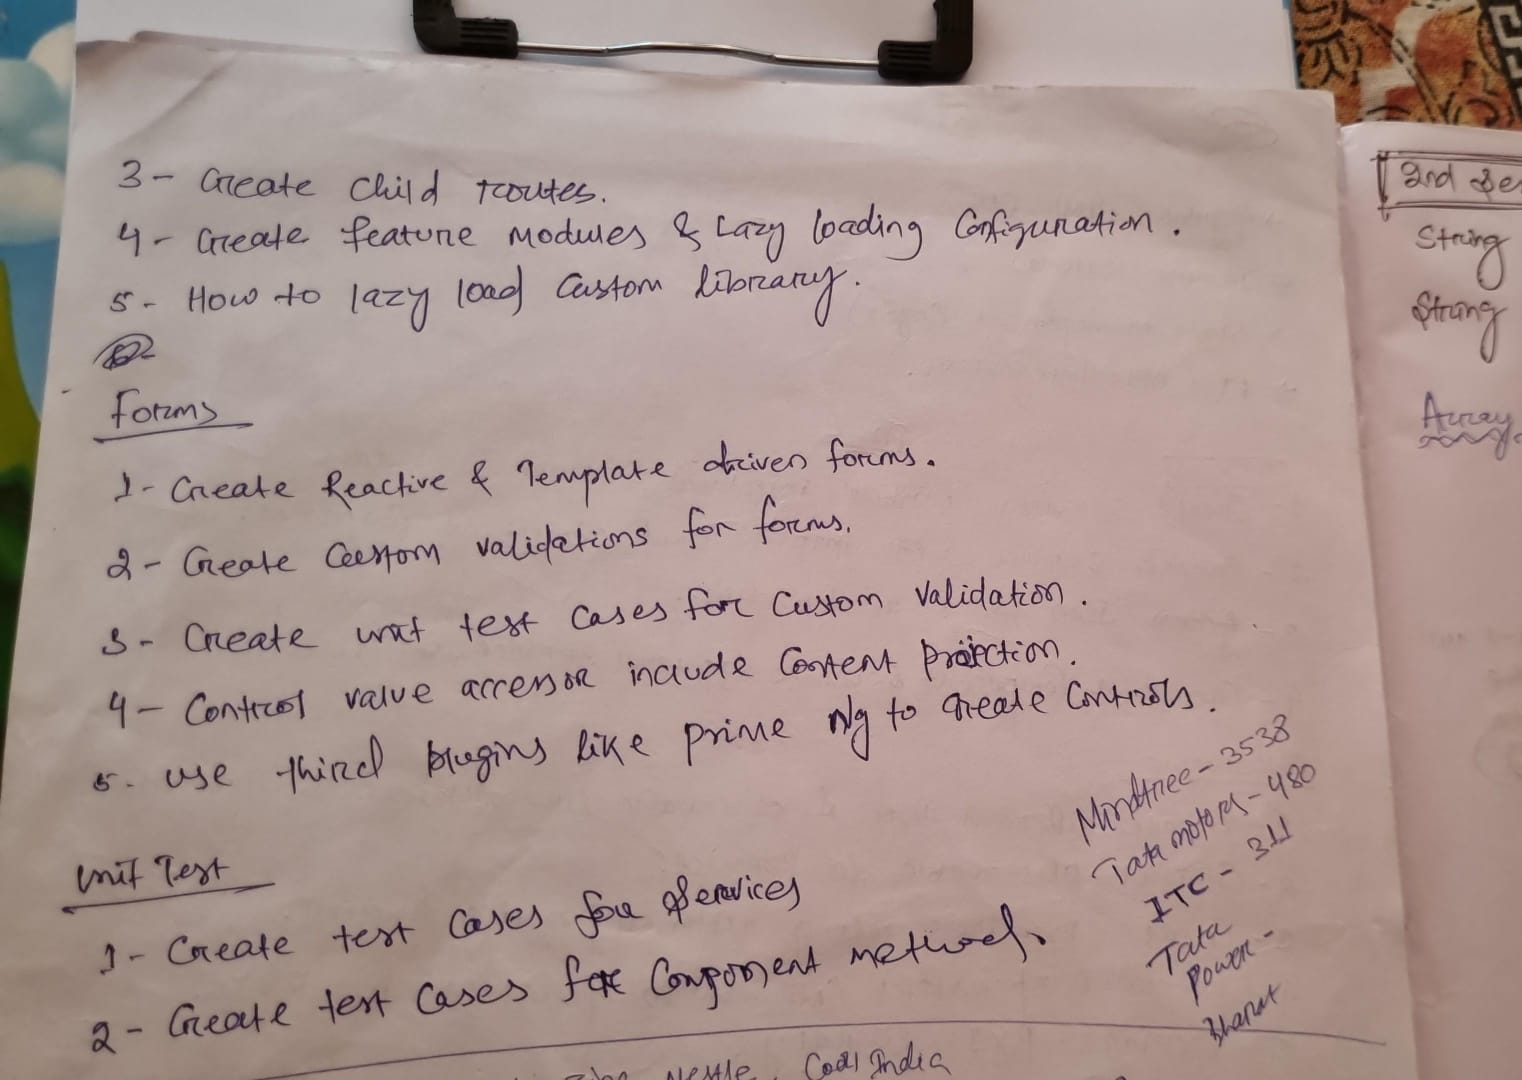 3- Create Child routes.
4- Create feature Modules & Lazy loading Configuration.
5- How to lazy load Custom library.
Forms
1- Create Reactive & Template driven forms.
2- Create Custom validations for forms.
3- Create unit test Cases for Custom Validation.
4- Control value accessor include Content projection.
5. use third plugins like prime Ng to Create Controls.
Mindtree - 3538
Tata motors - 480
ITC - 311
Tata
Power -
Bharat
Unit Test
1- Create test Cases for Services
2- Create test Cases for Component methods.
Nestle, Coal India
2nd
String
String
Array